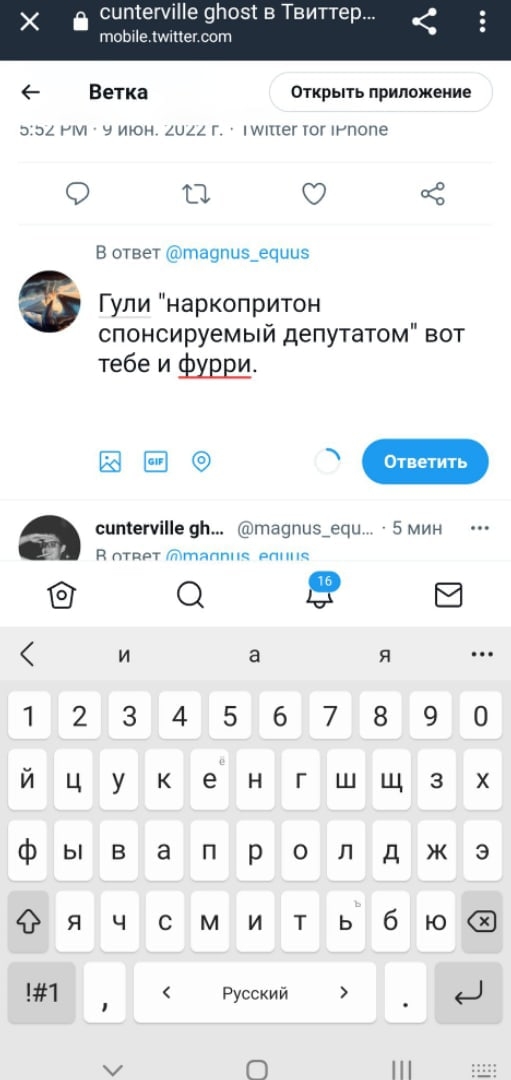 cunterville ghost в Твиттер...
mobile.twitter.com
Ветка
Открыть приложение
5:52 PM · 9 июн. 2022 г. · Twitter for iPhone
В ответ @magnus_equus
Гули "наркопритон
спонсируемый депутатом" вот
тебе и фурри.
GIF
Ответить
cunterville gh... @magnus_equ... · 5 мин
В ответ @magnus_equus
16
и а я
1 2 3 4 5 6 7 8 9 0
й ц у к е ё н г ш щ з х
ф ы в а п р о л д ж э
я ч с м и т ь ъ б ю
!#1 , < Русский > .